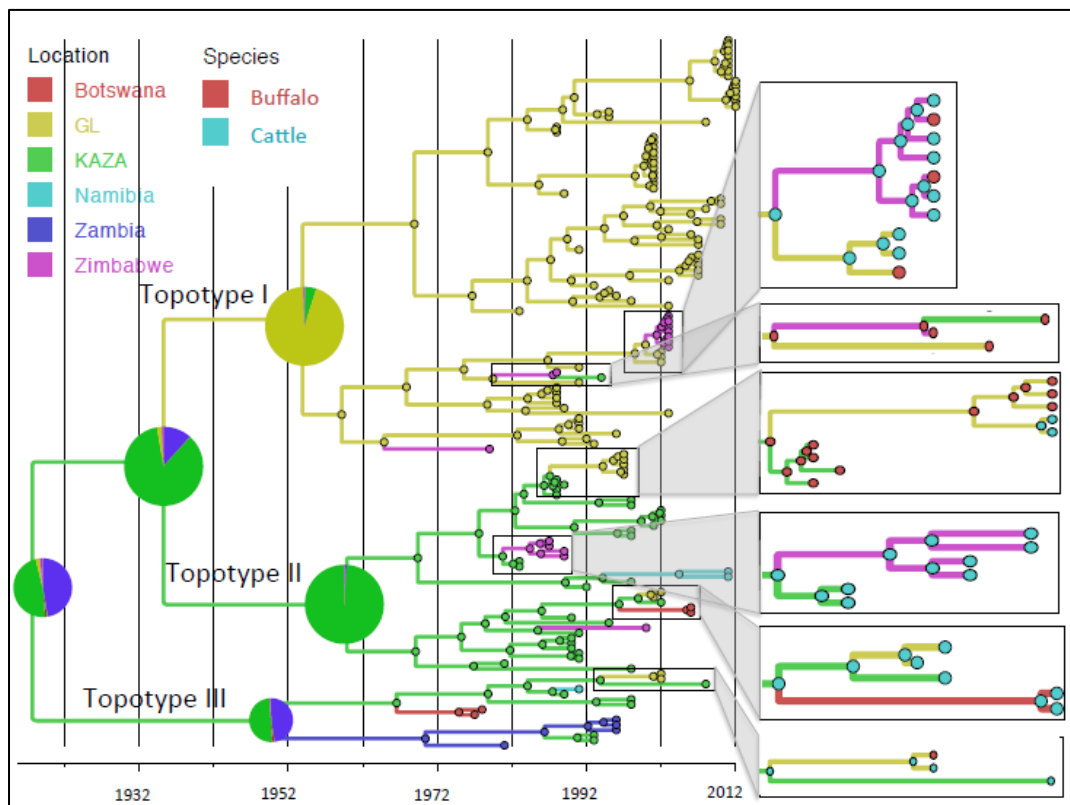 Location
Botswana
GL
KAZA
Namibia
Zambia
Zimbabwe
Species
Buffalo
Cattle
Topotype I
Topotype II
Topotype III
1932
1952
1972
1992
2012